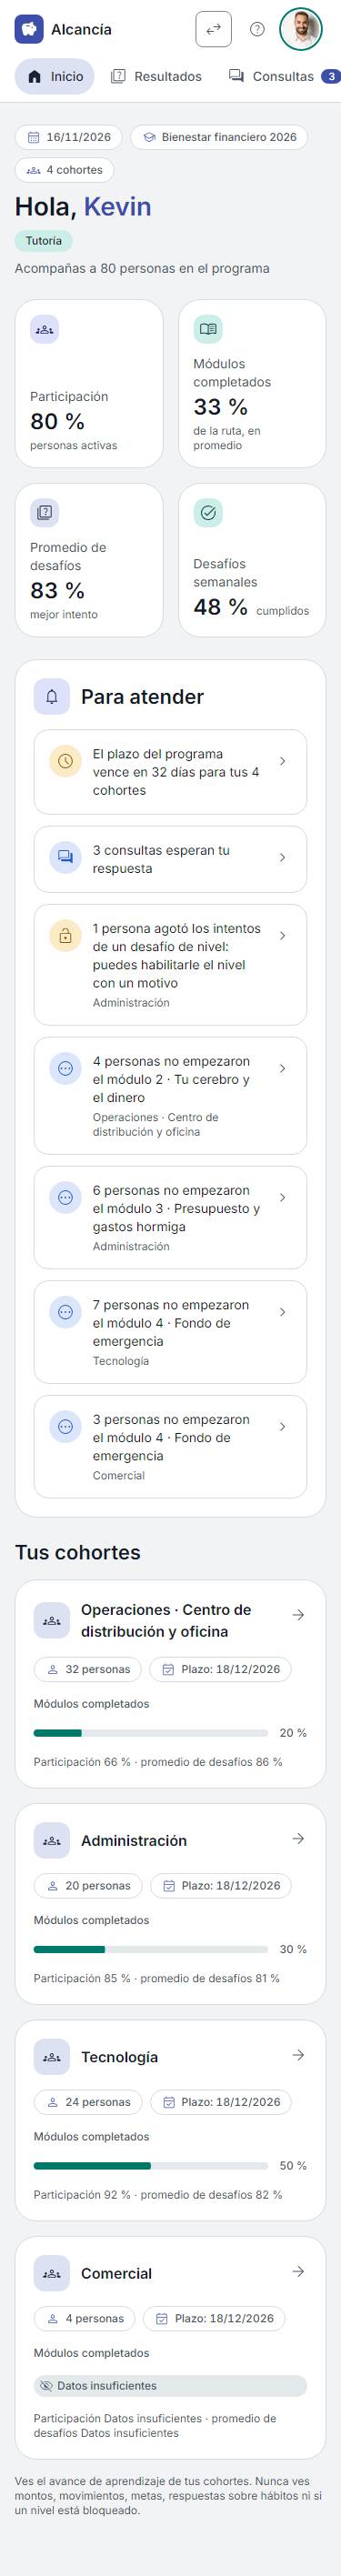 Alcancía
Inicio
Resultados
Consultas 3
16/11/2026
Bienestar financiero 2026
4 cohortes
Hola, Kevin
Tutoría
Acompañas a 80 personas en el programa
Participación
80 %
personas activas
Módulos
completados
33 %
de la ruta, en
promedio
Promedio de
desafíos
83 %
mejor intento
Desafíos
semanales
48 % cumplidos
Para atender
El plazo del programa
vence en 32 días para tus 4
cohortes
3 consultas esperan tu
respuesta
1 persona agotó los intentos
de un desafío de nivel:
puedes habilitarle el nivel
con un motivo
Administración
4 personas no empezaron
el módulo 2 · Tu cerebro y
el dinero
Operaciones · Centro de
distribución y oficina
6 personas no empezaron
el módulo 3 · Presupuesto y
gastos hormiga
Administración
7 personas no empezaron
el módulo 4 · Fondo de
emergencia
Tecnología
3 personas no empezaron
el módulo 4 · Fondo de
emergencia
Comercial
Tus cohortes
Operaciones · Centro de
distribución y oficina
32 personas
Plazo: 18/12/2026
Módulos completados
20 %
Participación 66 % · promedio de desafíos 86 %
Administración
20 personas
Plazo: 18/12/2026
Módulos completados
30 %
Participación 85 % · promedio de desafíos 81 %
Tecnología
24 personas
Plazo: 18/12/2026
Módulos completados
50 %
Participación 92 % · promedio de desafíos 82 %
Comercial
4 personas
Plazo: 18/12/2026
Módulos completados
Datos insuficientes
Participación Datos insuficientes · promedio de
desafíos Datos insuficientes
Ves el avance de aprendizaje de tus cohortes. Nunca ves
montos, movimientos, metas, respuestas sobre hábitos ni si
un nivel está bloqueado.